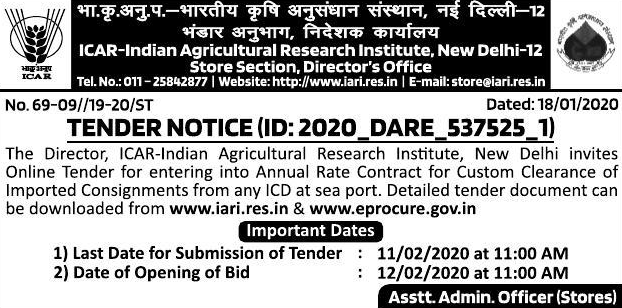 भा.कृ.अनु.प.–भारतीय कृषि अनुसंधान संस्थान, नई दिल्ली–12
भंडार अनुभाग, निदेशक कार्यालय
ICAR-Indian Agricultural Research Institute, New Delhi-12
Store Section, Director's Office
Tel. No.: 011 - 25842877 | Website: http://www.iari.res.in | E-mail: store@iari.res.in
भाकृअनुप
ICAR
No. 69-09//19-20/ST Dated: 18/01/2020
TENDER NOTICE (ID: 2020_DARE_537525_1)
The Director, ICAR-Indian Agricultural Research Institute, New Delhi invites
Online Tender for entering into Annual Rate Contract for Custom Clearance of
Imported Consignments from any ICD at sea port. Detailed tender document can
be downloaded from www.iari.res.in & www.eprocure.gov.in
Important Dates
1) Last Date for Submission of Tender : 11/02/2020 at 11:00 AM
2) Date of Opening of Bid : 12/02/2020 at 11:00 AM
Asstt. Admin. Officer (Stores)